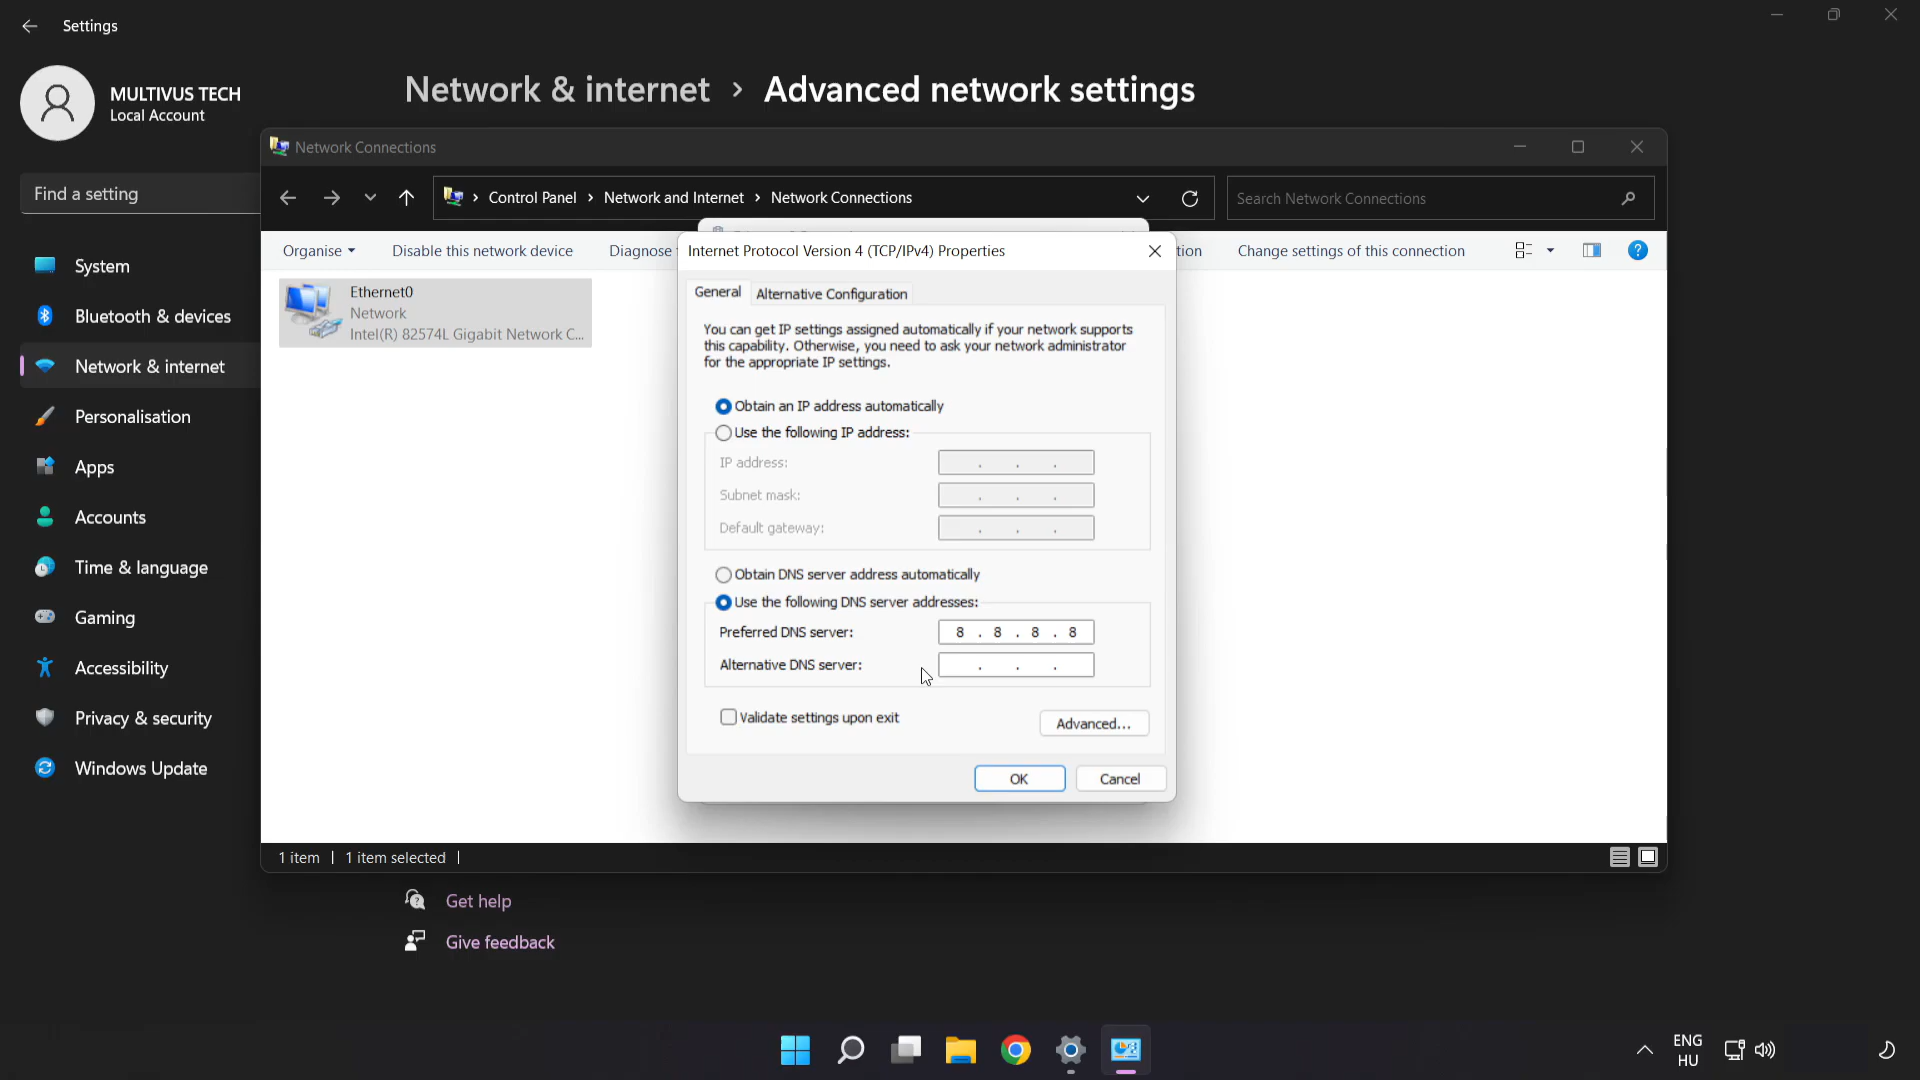 Settings
MULTIVUS TECH
Local Account
Find a setting
System
Bluetooth & devices
Network & internet
Personalisation
Apps
Accounts
Time & language
Gaming
Accessibility
Privacy & security
Windows Update
Network & internet › Advanced network settings
Network Connections
Control Panel › Network and Internet › Network Connections
Search Network Connections
Organise
Disable this network device
Diagnose
tion
Change settings of this connection
Ethernet0
Network
Intel(R) 82574L Gigabit Network C...
Internet Protocol Version 4 (TCP/IPv4) Properties
General
Alternative Configuration
You can get IP settings assigned automatically if your network supports
this capability. Otherwise, you need to ask your network administrator
for the appropriate IP settings.
Obtain an IP address automatically
Use the following IP address:
IP address: . . .
Subnet mask: . . .
Default gateway: . . .
Obtain DNS server address automatically
Use the following DNS server addresses:
Preferred DNS server: 8 . 8 . 8 . 8
Alternative DNS server: . . .
Validate settings upon exit
Advanced...
OK
Cancel
1 item
1 item selected
Get help
Give feedback
ENG
HU